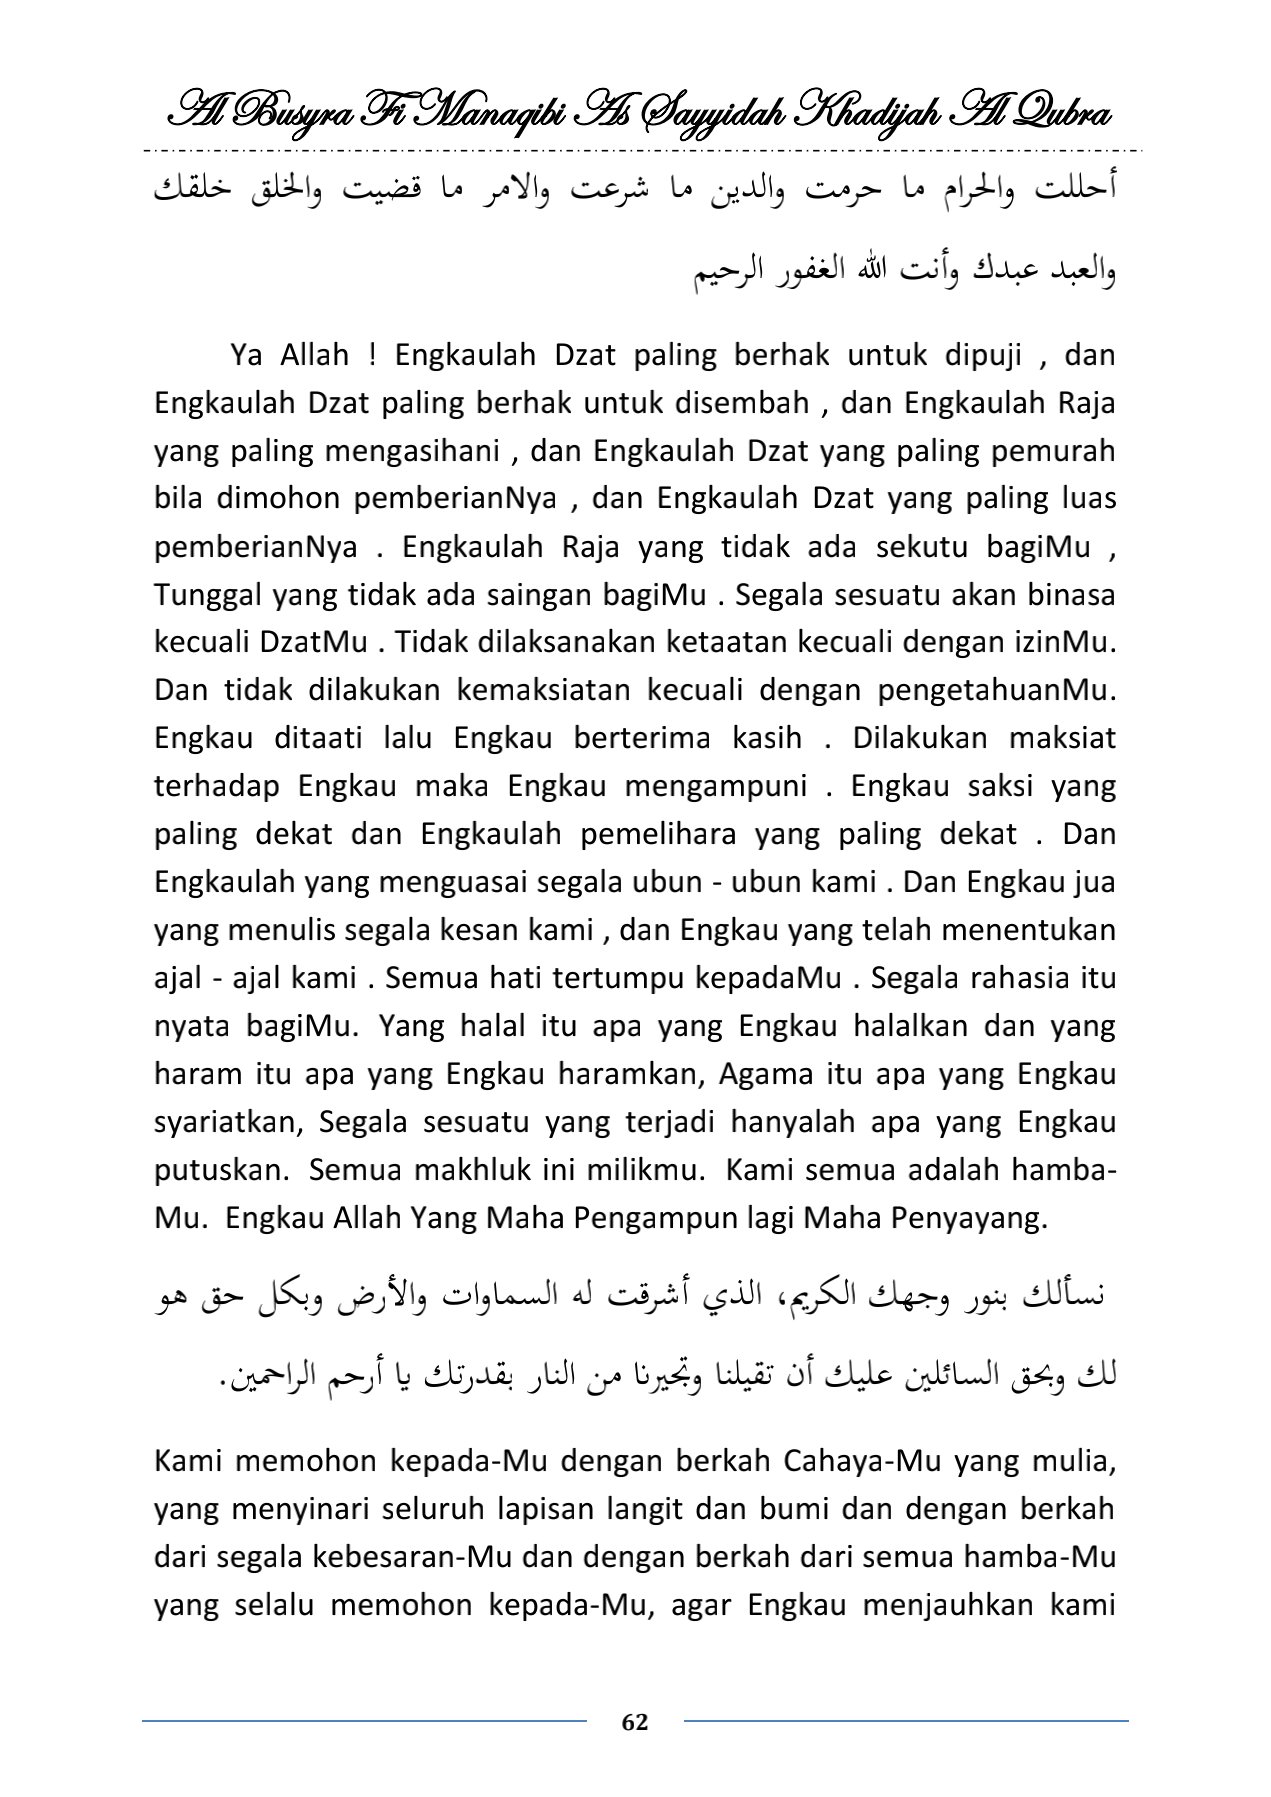 Al Busyra Fi Manaqibi As Sayyidah Khadijah Al Qubra
أحللت والحرام ما حرمت والدين ما شرعت والامر ما قضيت والخلق خلقك
والعبد عبدك وأنت الله الغفور الرحيم
Ya Allah ! Engkaulah Dzat paling berhak untuk dipuji , dan
Engkaulah Dzat paling berhak untuk disembah , dan Engkaulah Raja
yang paling mengasihani , dan Engkaulah Dzat yang paling pemurah
bila dimohon pemberianNya , dan Engkaulah Dzat yang paling luas
pemberianNya . Engkaulah Raja yang tidak ada sekutu bagiMu ,
Tunggal yang tidak ada saingan bagiMu . Segala sesuatu akan binasa
kecuali DzatMu . Tidak dilaksanakan ketaatan kecuali dengan izinMu.
Dan tidak dilakukan kemaksiatan kecuali dengan pengetahuanMu.
Engkau ditaati lalu Engkau berterima kasih . Dilakukan maksiat
terhadap Engkau maka Engkau mengampuni . Engkau saksi yang
paling dekat dan Engkaulah pemelihara yang paling dekat . Dan
Engkaulah yang menguasai segala ubun - ubun kami . Dan Engkau jua
yang menulis segala kesan kami , dan Engkau yang telah menentukan
ajal - ajal kami . Semua hati tertumpu kepadaMu . Segala rahasia itu
nyata bagiMu. Yang halal itu apa yang Engkau halalkan dan yang
haram itu apa yang Engkau haramkan, Agama itu apa yang Engkau
syariatkan, Segala sesuatu yang terjadi hanyalah apa yang Engkau
putuskan. Semua makhluk ini milikmu. Kami semua adalah hamba-
Mu. Engkau Allah Yang Maha Pengampun lagi Maha Penyayang.
نسألك بنور وجهك الكريم، الذي أشرقت له السماوات والأرض وبكل حق هو
لك وبحق السائلين عليك أن تقيلنا وتجيرنا من النار بقدرتك يا أرحم الراحمين.
Kami memohon kepada-Mu dengan berkah Cahaya-Mu yang mulia,
yang menyinari seluruh lapisan langit dan bumi dan dengan berkah
dari segala kebesaran-Mu dan dengan berkah dari semua hamba-Mu
yang selalu memohon kepada-Mu, agar Engkau menjauhkan kami
62